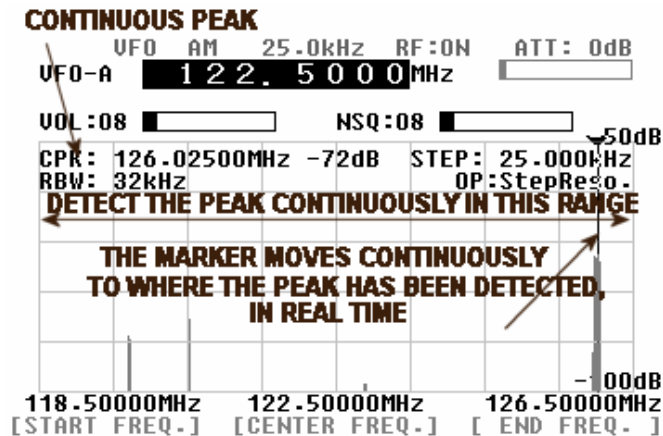 CONTINUOUS PEAK
VFO AM 25.0kHz RF:ON ATT: 0dB
VFO-A 122.5000MHz
VOL:08 NSQ:08
-50dB
CPK: 126.02500MHz -72dB STEP: 25.000kHz
RBW: 32kHz OP:StepReso.
DETECT THE PEAK CONTINUOUSLY IN THIS RANGE
THE MARKER MOVES CONTINUOUSLY
TO WHERE THE PEAK HAS BEEN DETECTED,
IN REAL TIME
-100dB
118.50000MHz 122.50000MHz 126.50000MHz
[START FREQ.] [CENTER FREQ.] [ END FREQ. ]